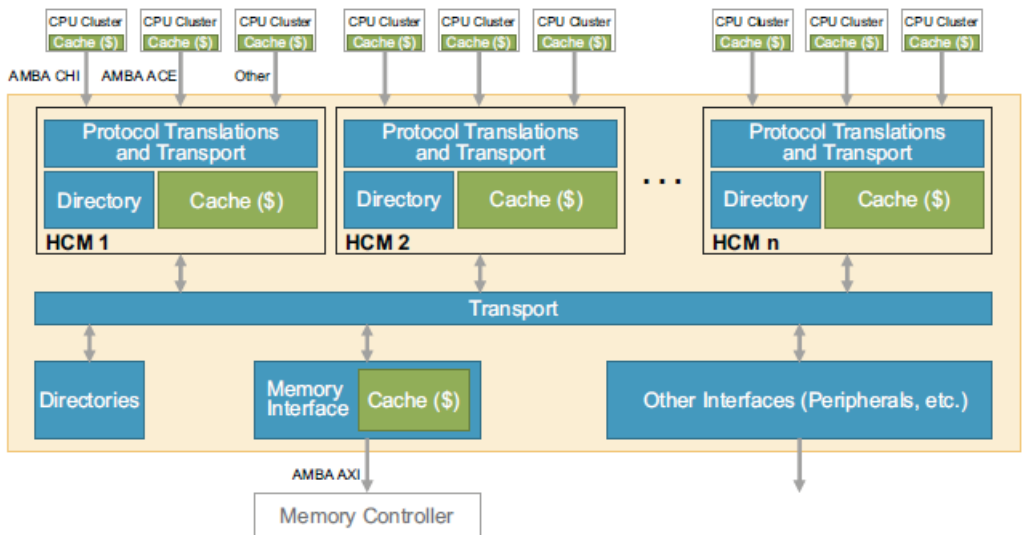 CPU Cluster CPU Cluster CPU Cluster CPU Cluster CPU Cluster CPU Cluster CPU Cluster CPU Cluster CPU Cluster
Cache ($) Cache ($) Cache ($) Cache ($) Cache ($) Cache ($) Cache ($) Cache ($) Cache ($)
AMBA CHI AMBA ACE Other
Protocol Translations
and Transport
Directory Cache ($)
HCM 1
Protocol Translations
and Transport
Directory Cache ($)
HCM 2
...
Protocol Translations
and Transport
Directory Cache ($)
HCM n
Transport
Directories
Memory
Interface
Cache ($)
Other Interfaces (Peripherals, etc.)
AMBA AXI
Memory Controller